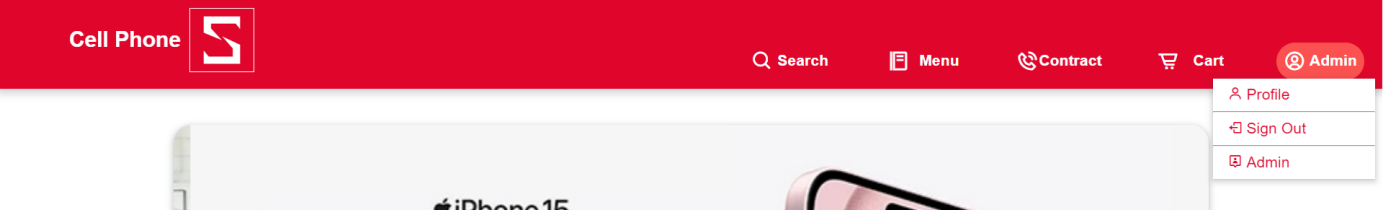 Cell Phone S
Search Menu Contract Cart Admin
Profile
Sign Out
Admin
iPhone 15